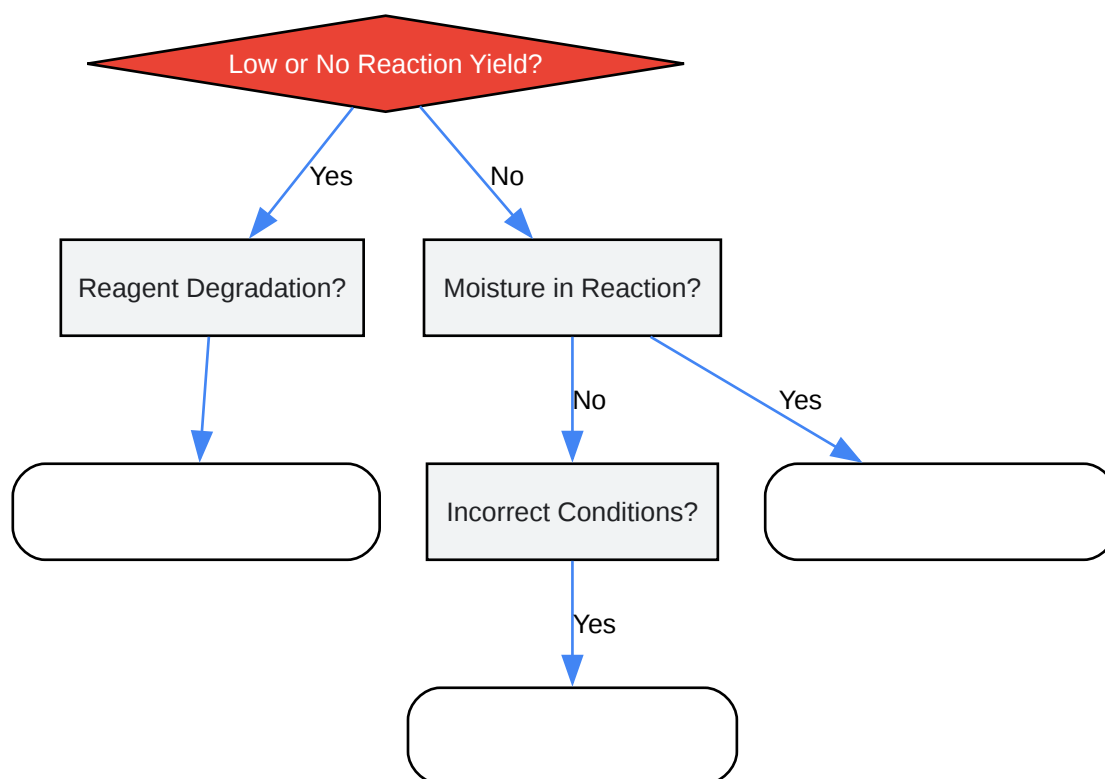 Low or No Reaction Yield?
Yes
No
Reagent Degradation?
Moisture in Reaction?
No
Yes
Incorrect Conditions?
Yes